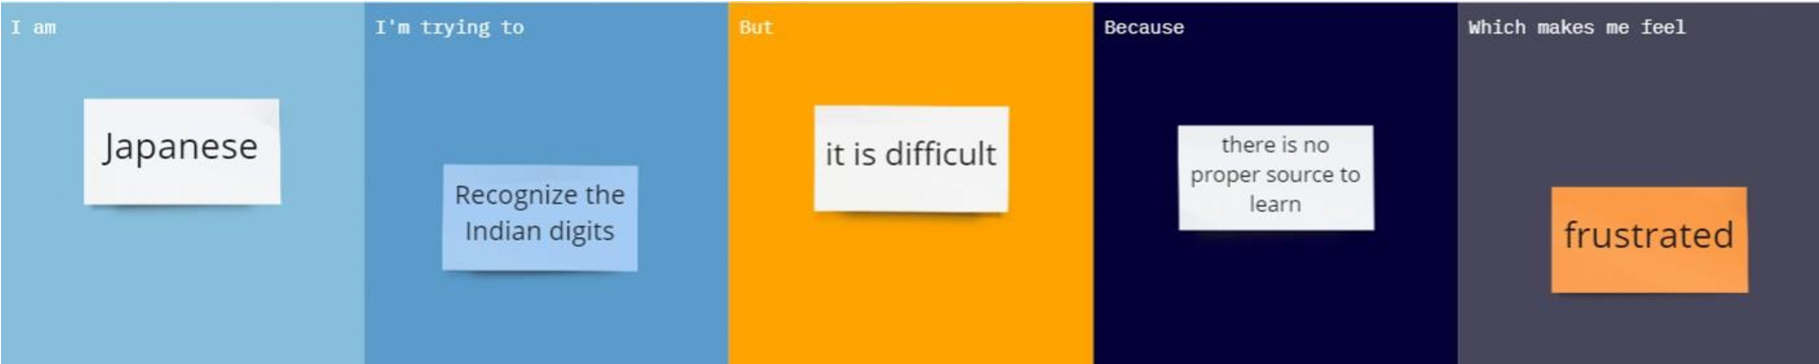 I am
Japanese
I'm trying to
Recognize the
Indian digits
But
it is difficult
Because
there is no
proper source to
learn
Which makes me feel
frustrated